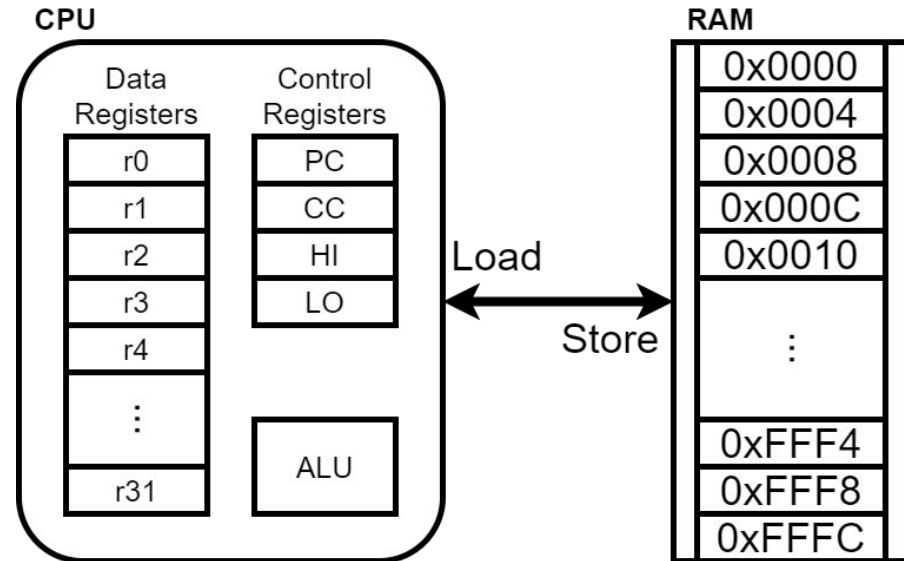 CPU
Data
Registers
r0
r1
r2
r3
r4
⋮
r31
Control
Registers
PC
CC
HI
LO
ALU
Load
Store
RAM
0x0000
0x0004
0x0008
0x000C
0x0010
⋮
0xFFF4
0xFFF8
0xFFFC